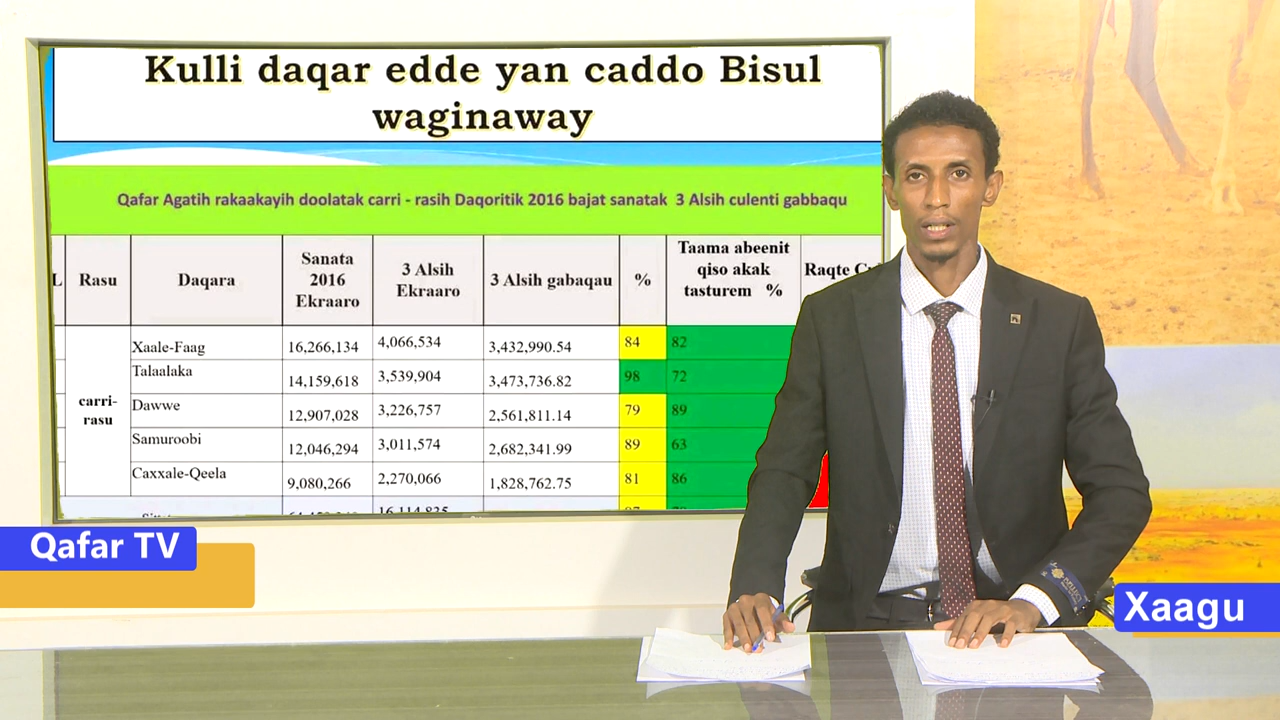 Kulli daqar edde yan caddo Bisul
waginaway
Qafar Agatih rakaakayih doolatak carri - rasih Daqoritik 2016 bajat sanatak 3 Alsih culenti gabbaqu
L Rasu Daqara Sanata 2016 Ekraaro 3 Alsih Ekraaro 3 Alsih gabaqau % Taama abeenit qiso akak tasturem % Raqte
carri-rasu
Xaale-Faag 16,266,134 4,066,534 3,432,990.54 84 82
Talaalaka 14,159,618 3,539,904 3,473,736.82 98 72
Dawwe 12,907,028 3,226,757 2,561,811.14 79 89
Samuroobi 12,046,294 3,011,574 2,682,341.99 89 63
Caxxale-Qeela 9,080,266 2,270,066 1,828,762.75 81 86
16,114,835
Qafar TV
Xaagu